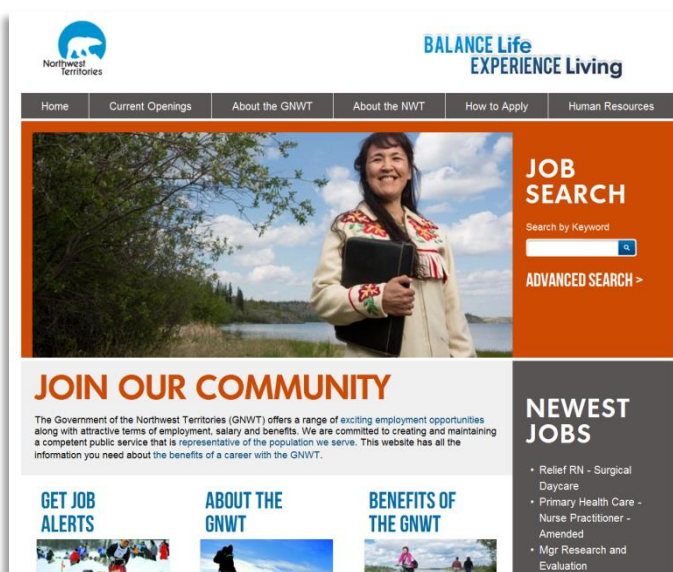 Northwest
Territories
BALANCE Life
EXPERIENCE Living
Home
Current Openings
About the GNWT
About the NWT
How to Apply
Human Resources
JOB
SEARCH
Search by Keyword
ADVANCED SEARCH >
JOIN OUR COMMUNITY
The Government of the Northwest Territories (GNWT) offers a range of exciting employment opportunities
along with attractive terms of employment, salary and benefits. We are committed to creating and maintaining
a competent public service that is representative of the population we serve. This website has all the
information you need about the benefits of a career with the GNWT.
NEWEST
JOBS
• Relief RN - Surgical
Daycare
• Primary Health Care -
Nurse Practitioner -
Amended
• Mgr Research and
Evaluation
GET JOB
ALERTS
ABOUT THE
GNWT
BENEFITS OF
THE GNWT